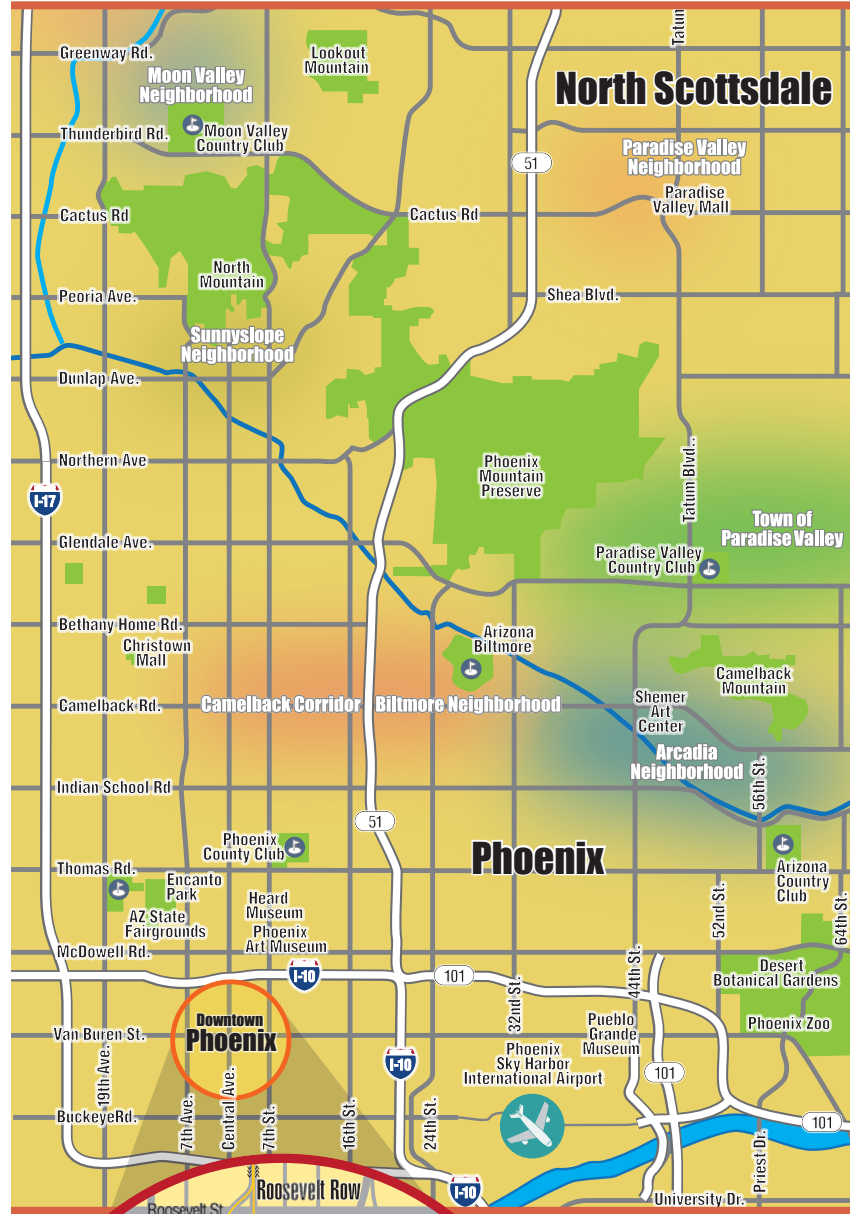 Tatum
Greenway Rd.
Lookout
Mountain
Moon Valley
Neighborhood
North Scottsdale
Thunderbird Rd.
Moon Valley
Country Club
51
Paradise Valley
Neighborhood
Paradise
Valley Mall
Cactus Rd
Cactus Rd
North
Mountain
Peoria Ave.
Shea Blvd.
Sunnyslope
Neighborhood
Dunlap Ave.
Northern Ave
Phoenix
Mountain
Preserve
Tatum Blvd..
I-17
Town of
Paradise Valley
Glendale Ave.
Paradise Valley
Country Club
Bethany Home Rd.
Christown
Mall
Arizona
Biltmore
Camelback
Mountain
Camelback Rd.
Camelback Corridor
Biltmore Neighborhood
Shemer
Art
Center
Arcadia
Neighborhood
56th St.
Indian School Rd
51
Phoenix
County Club
Phoenix
Thomas Rd.
Encanto
Park
Arizona
Country
Club
AZ State
Fairgrounds
Heard
Museum
Phoenix
Art Museum
52nd St.
64th St.
McDowell Rd.
44th St.
I-10
101
32nd St.
Desert
Botanical Gardens
Downtown
Phoenix
Van Buren St.
Pueblo
Grande
Museum
Phoenix Zoo
I-10
Phoenix
Sky Harbor
International Airport
101
19th Ave.
BuckeyeRd.
7th Ave.
Central Ave.
7th St.
16th St.
24th St.
101
Priest Dr.
Roosevelt Row
I-10
University Dr.
Roosevelt St